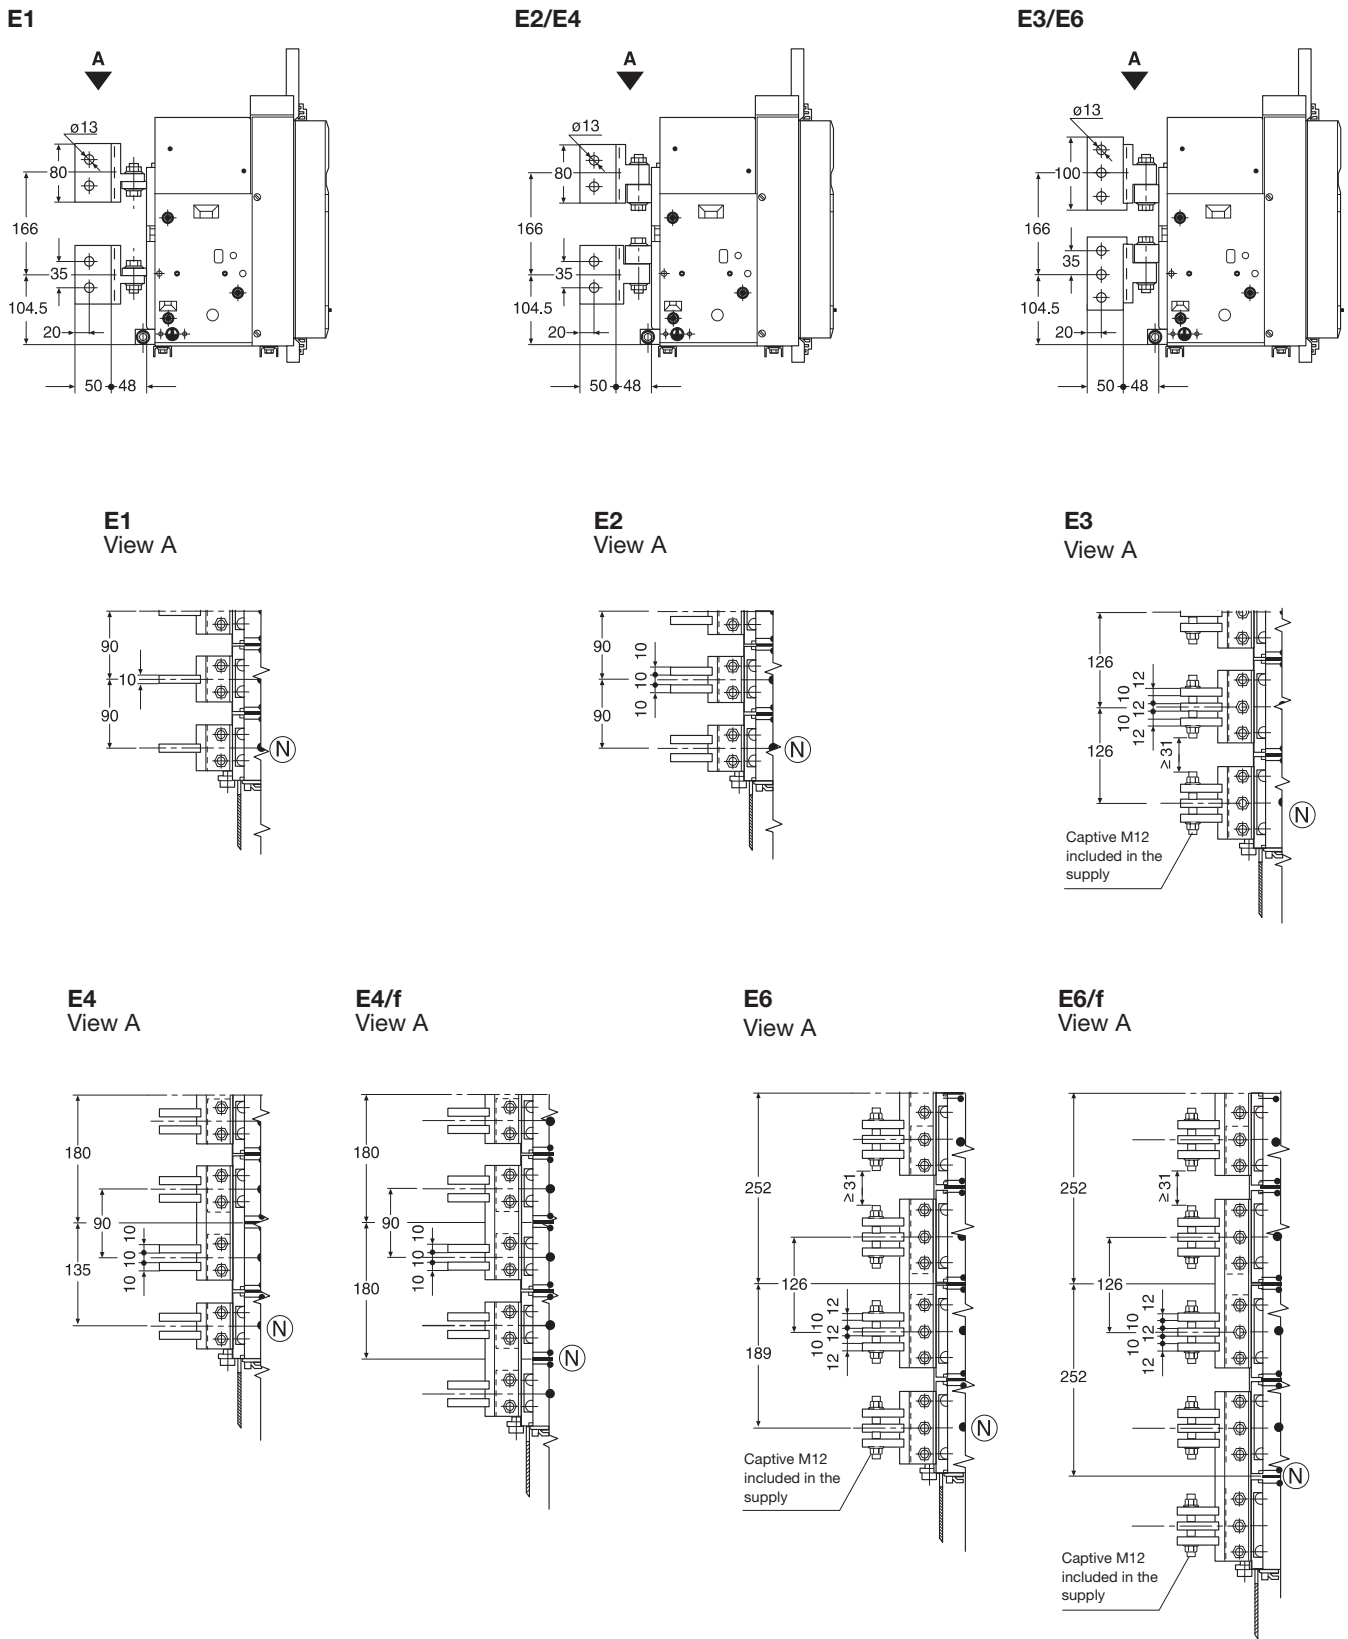 E1
E2/E4
E3/E6
A
ø13
80
166
35
104.5
20
50
48
A
ø13
80
166
35
104.5
20
50
48
A
ø13
100
166
35
104.5
20
50
48
E1
View A
90
10
90
N
E2
View A
90
10
10
10
90
N
E3
View A
126
12
10
12
10
12
126
≥ 31
N
Captive M12
included in the
supply
E4
View A
180
90
10
10
10
135
N
E4/f
View A
180
90
10
10
10
180
N
E6
View A
252
≥ 31
126
12
10
12
10
12
189
N
Captive M12
included in the
supply
E6/f
View A
252
≥ 31
126
12
10
12
10
12
252
N
Captive M12
included in the
supply